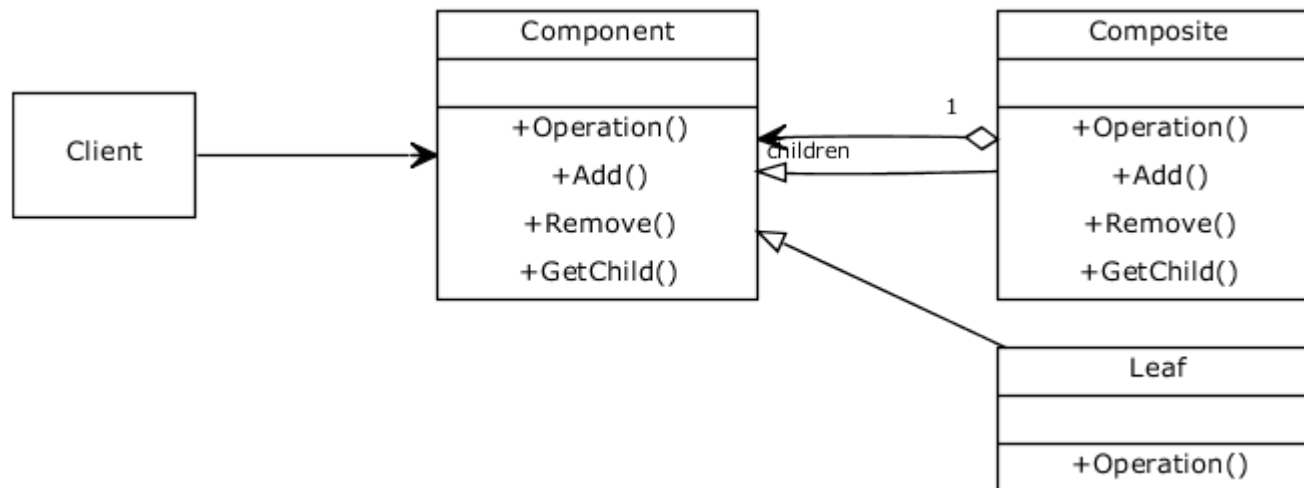 Client
Component
+Operation()
+Add()
+Remove()
+GetChild()
1
children
Composite
+Operation()
+Add()
+Remove()
+GetChild()
Leaf
+Operation()